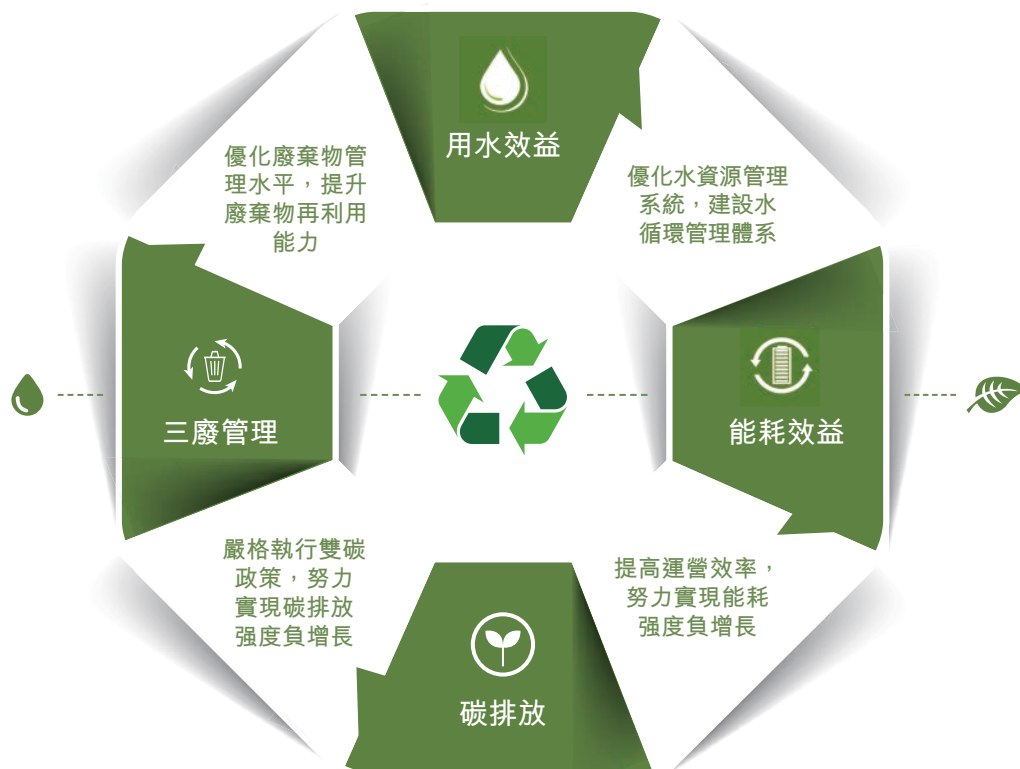 用水效益
優化廢棄物管
理水平，提升
廢棄物再利用
能力
優化水資源管理
系統，建設水
循環管理體系
三廢管理
能耗效益
嚴格執行雙碳
政策，努力
實現碳排放
强度負增長
提高運營效率，
努力實現能耗
强度負增長
碳排放